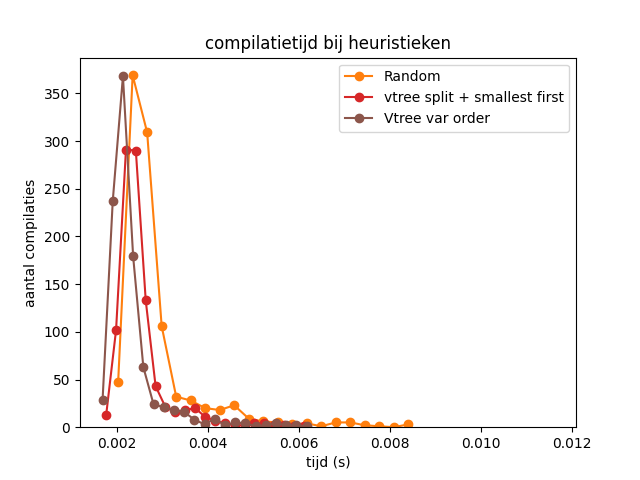 compilatietijd bij heuristieken
Random
vtree split + smallest first
Vtree var order
aantal compilaties
350
300
250
200
150
100
50
0
0.002 0.004 0.006 0.008 0.010 0.012
tijd (s)